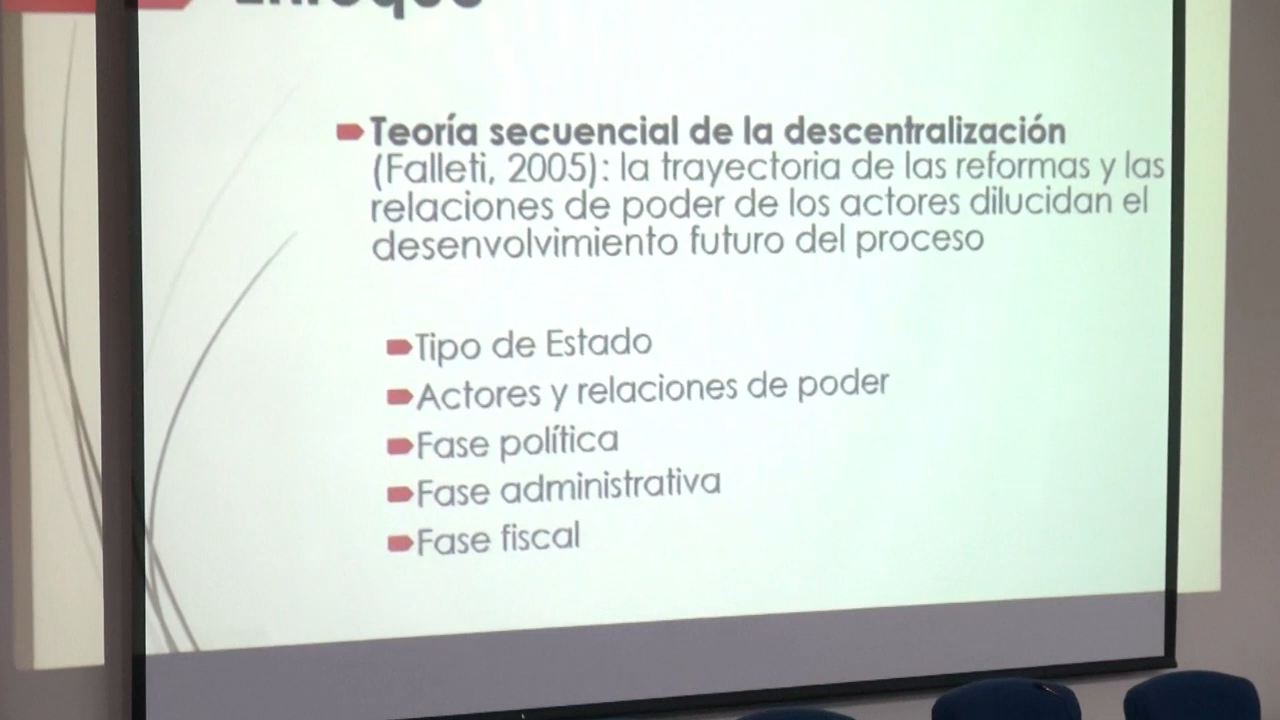 Enfoque
Teoría secuencial de la descentralización
(Falleti, 2005): la trayectoria de las reformas y las
relaciones de poder de los actores dilucidan el
desenvolvimiento futuro del proceso
Tipo de Estado
Actores y relaciones de poder
Fase política
Fase administrativa
Fase fiscal